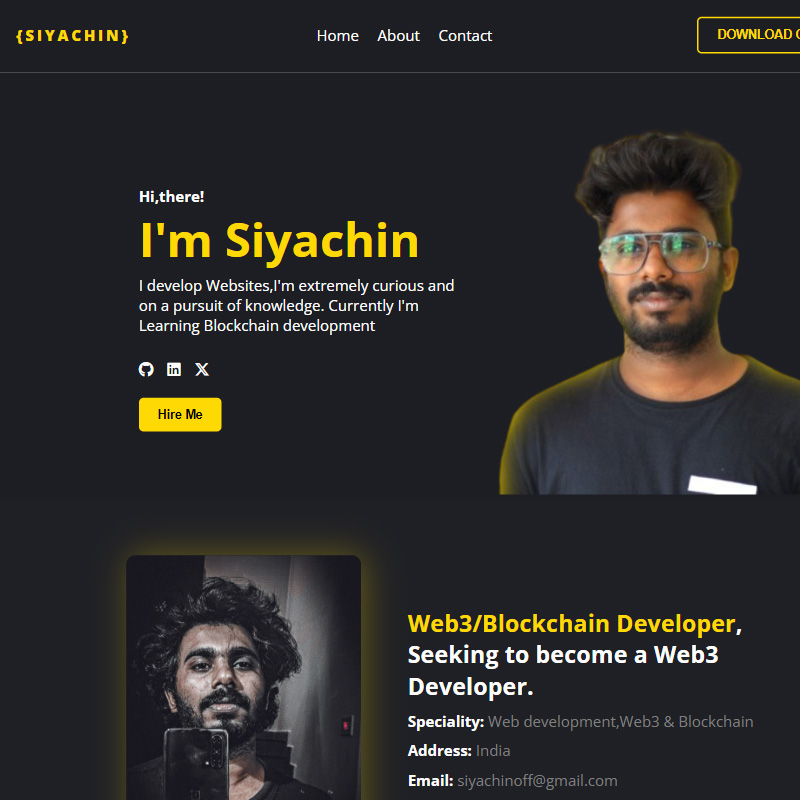 {SIYACHIN}
Home About Contact
DOWNLOAD
Hi,there!
I'm Siyachin
I develop Websites,I'm extremely curious and
on a pursuit of knowledge. Currently I'm
Learning Blockchain development
Hire Me
Web3/Blockchain Developer,
Seeking to become a Web3
Developer.
Speciality: Web development,Web3 & Blockchain
Address: India
Email: siyachinoff@gmail.com